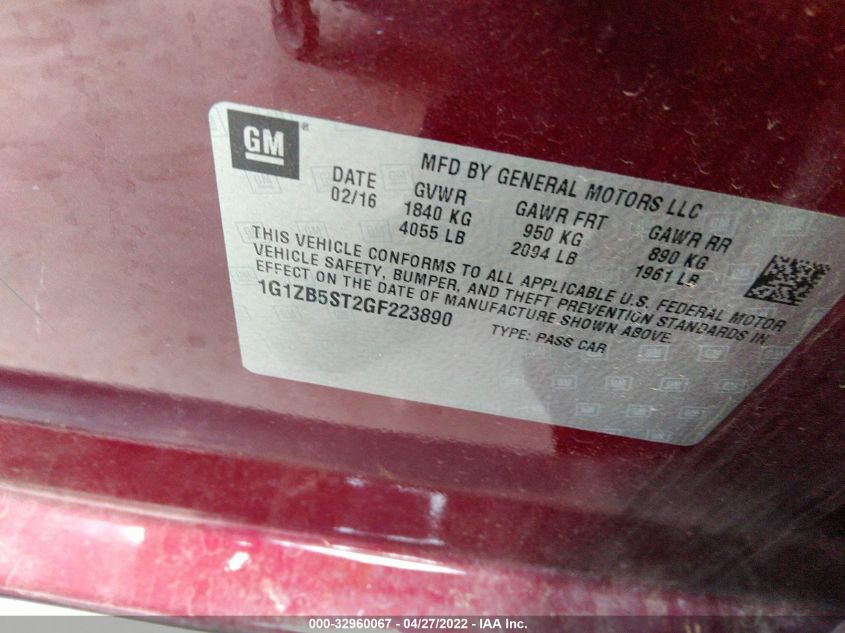 GM
MFD BY GENERAL MOTORS LLC
DATE GVWR GAWR FRT GAWR RR
02/16 1840 KG 950 KG 890 KG
4055 LB 2094 LB 1961 LB
THIS VEHICLE CONFORMS TO ALL APPLICABLE U.S. FEDERAL MOTOR
VEHICLE SAFETY, BUMPER, AND THEFT PREVENTION STANDARDS IN
EFFECT ON THE DATE OF MANUFACTURE SHOWN ABOVE.
1G1ZB5ST2GF223890 TYPE: PASS CAR
000-32960067 - 04/27/2022 - IAA Inc.